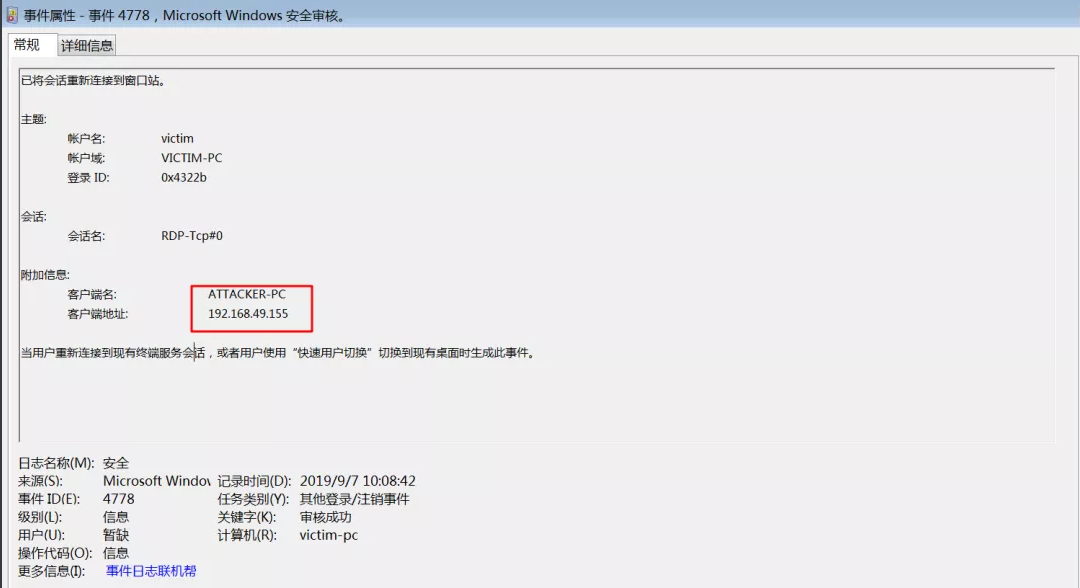 事件属性 - 事件 4778，Microsoft Windows 安全审核。
常规 详细信息
已将会话重新连接到窗口站。
主题:
帐户名: victim
帐户域: VICTIM-PC
登录 ID: 0x4322b
会话:
会话名: RDP-Tcp#0
附加信息:
客户端名: ATTACKER-PC
客户端地址: 192.168.49.155
当用户重新连接到现有终端服务会话，或者用户使用“快速用户切换”切换到现有桌面时生成此事件。
日志名称(M): 安全
来源(S): Microsoft Window 记录时间(D): 2019/9/7 10:08:42
事件 ID(E): 4778 任务类别(Y): 其他登录/注销事件
级别(L): 信息 关键字(K): 审核成功
用户(U): 暂缺 计算机(R): victim-pc
操作代码(O): 信息
更多信息(I): 事件日志联机帮